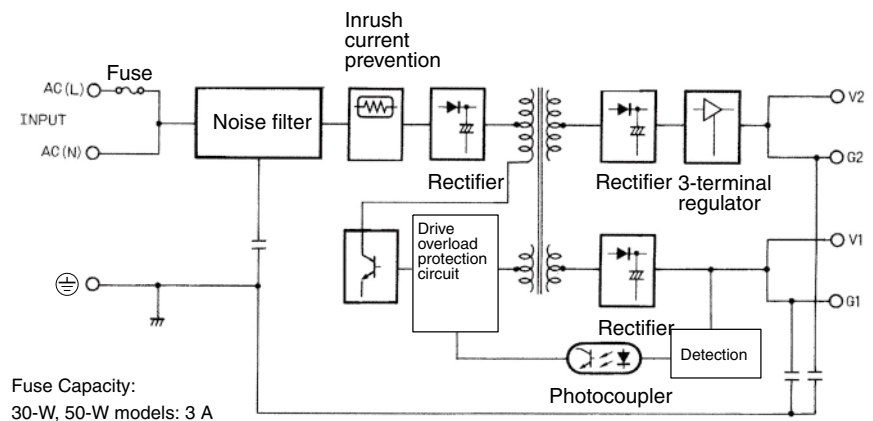 Inrush
current
prevention
Fuse
AC(L)
INPUT
AC(N)
Noise filter
Rectifier
Rectifier
3-terminal
regulator
V2
G2
Drive
overload
protection
circuit
V1
G1
Rectifier
Detection
Photocoupler
Fuse Capacity:
30-W, 50-W models: 3 A